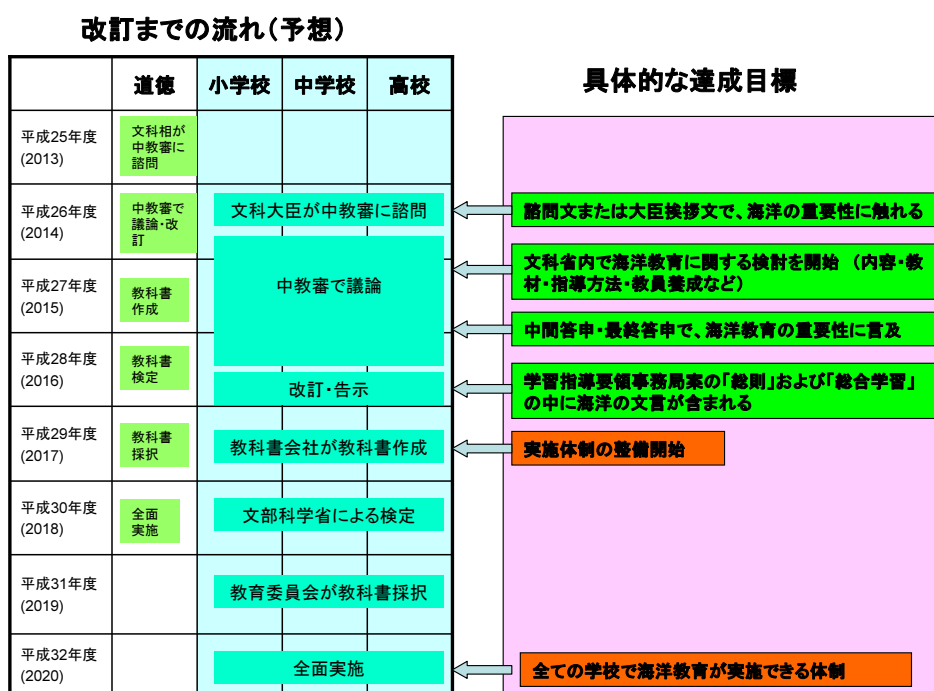 改訂までの流れ(予想)
具体的な達成目標
道徳 小学校 中学校 高校
平成25年度
(2013)
文科相が
中教審に
諮問
平成26年度
(2014)
中教審で
議論・改
訂
文科大臣が中教審に諮問
諮問文または大臣挨拶文で、海洋の重要性に触れる
平成27年度
(2015)
教科書
作成
中教審で議論
文科省内で海洋教育に関する検討を開始 (内容・教
材・指導方法・教員養成など)
中間答申・最終答申で、海洋教育の重要性に言及
平成28年度
(2016)
教科書
検定
改訂・告示
学習指導要領事務局案の「総則」および「総合学習」
の中に海洋の文言が含まれる
平成29年度
(2017)
教科書
採択
教科書会社が教科書作成
実施体制の整備開始
平成30年度
(2018)
全面
実施
文部科学省による検定
平成31年度
(2019)
教育委員会が教科書採択
平成32年度
(2020)
全面実施
全ての学校で海洋教育が実施できる体制